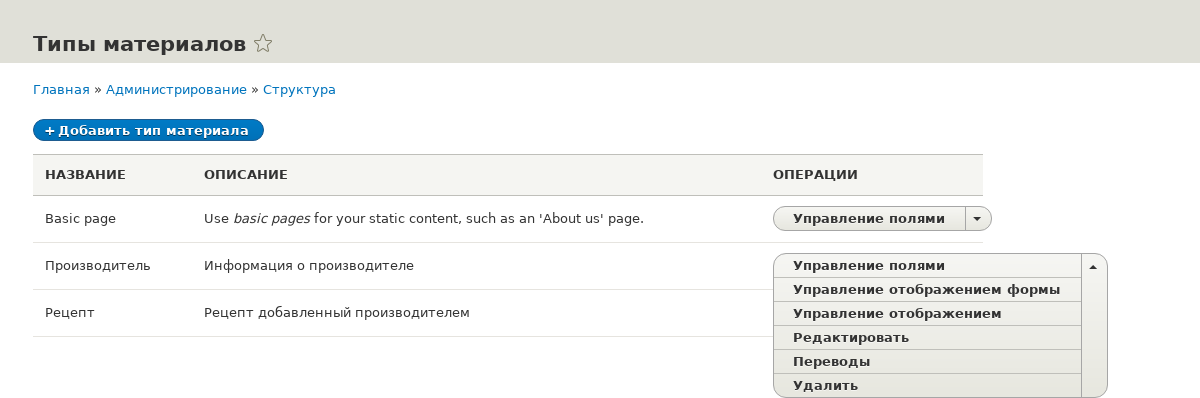 Типы материалов
Главная » Администрирование » Структура
+ Добавить тип материала
НАЗВАНИЕ ОПИСАНИЕ ОПЕРАЦИИ
Basic page Use basic pages for your static content, such as an 'About us' page. Управление полями
Производитель Информация о производителе Управление полями
Управление отображением формы
Рецепт Рецепт добавленный производителем Управление отображением
Редактировать
Переводы
Удалить